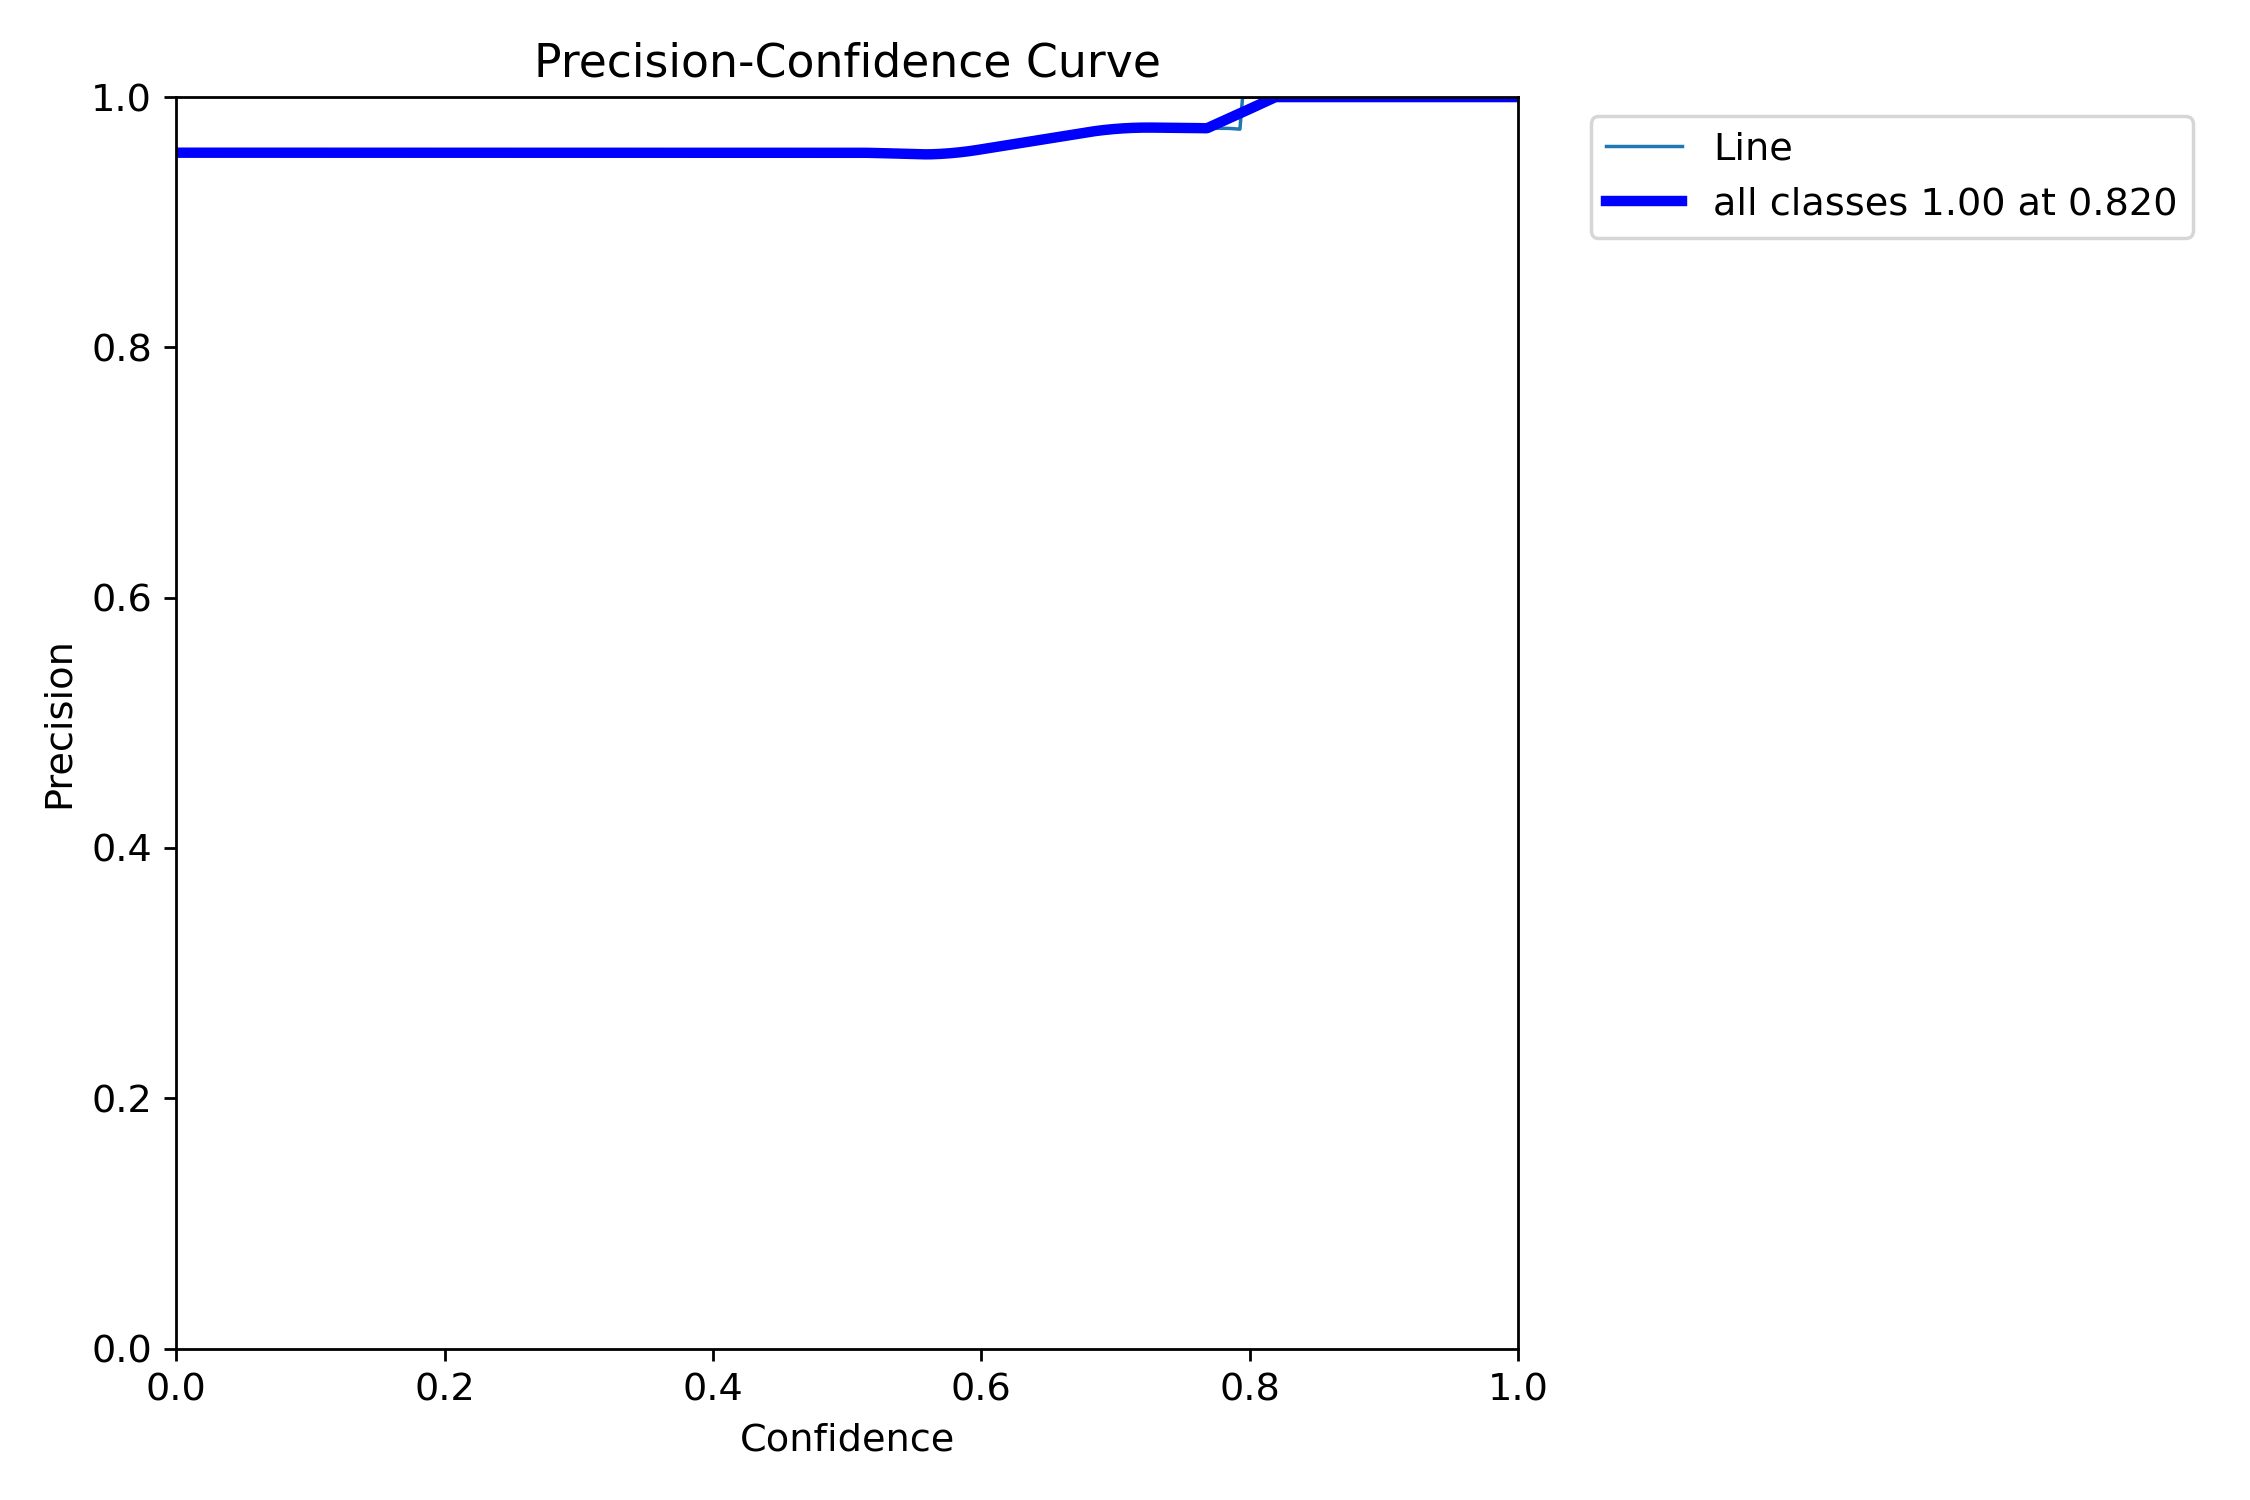 Precision-Confidence Curve
1.0
0.8
0.6
0.4
0.2
0.0
Precision
0.0 0.2 0.4 0.6 0.8 1.0
Confidence
Line
all classes 1.00 at 0.820